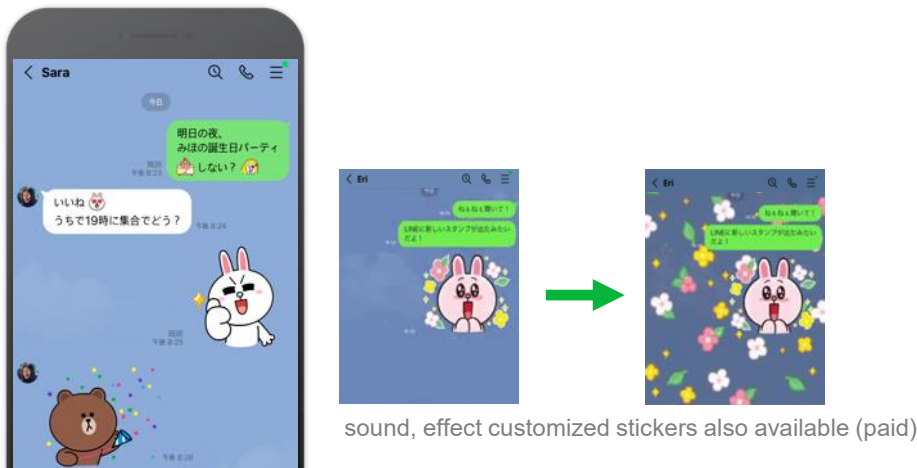 Sara
今日
明日の夜、
みほの誕生日パーティ
しない？
既読
午後 8:23
いいね
うちで19時に集合でどう？
午後 8:24
既読
午後 8:25
午後 8:28
Eri
今日
ねぇねぇ聞いて！
LINEに新しいスタンプが出たみたい
だよ！
Eri
今日
ねぇねぇ聞いて！
LINEに新しいスタンプが出たみたい
だよ！
sound, effect customized stickers also available (paid)